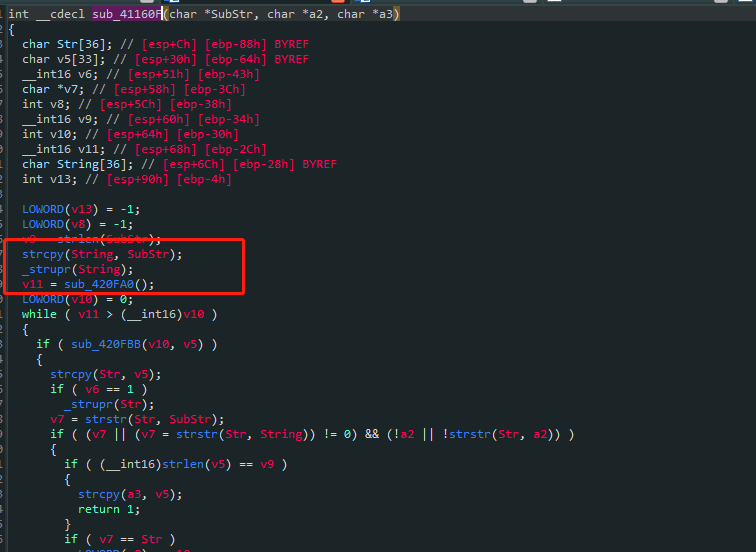 int __cdecl sub_41160F(char *SubStr, char *a2, char *a3)
{
char Str[36]; // [esp+Ch] [ebp-88h] BYREF
char v5[33]; // [esp+30h] [ebp-64h] BYREF
__int16 v6; // [esp+51h] [ebp-43h]
char *v7; // [esp+58h] [ebp-3Ch]
int v8; // [esp+5Ch] [ebp-38h]
__int16 v9; // [esp+60h] [ebp-34h]
int v10; // [esp+64h] [ebp-30h]
__int16 v11; // [esp+68h] [ebp-2Ch]
char String[36]; // [esp+6Ch] [ebp-28h] BYREF
int v13; // [esp+90h] [ebp-4h]
LOWORD(v13) = -1;
LOWORD(v8) = -1;
v9 = strlen(SubStr);
strcpy(String, SubStr);
_strupr(String);
v11 = sub_420FA0();
LOWORD(v10) = 0;
while ( v11 > (__int16)v10 )
{
if ( sub_420FBB(v10, v5) )
{
strcpy(Str, v5);
if ( v6 == 1 )
_strupr(Str);
v7 = strstr(Str, SubStr);
if ( (v7 || (v7 = strstr(Str, String)) != 0) && (!a2 || !strstr(Str, a2)) )
{
if ( (__int16)strlen(v5) == v9 )
{
strcpy(a3, v5);
return 1;
}
if ( v7 == Str )